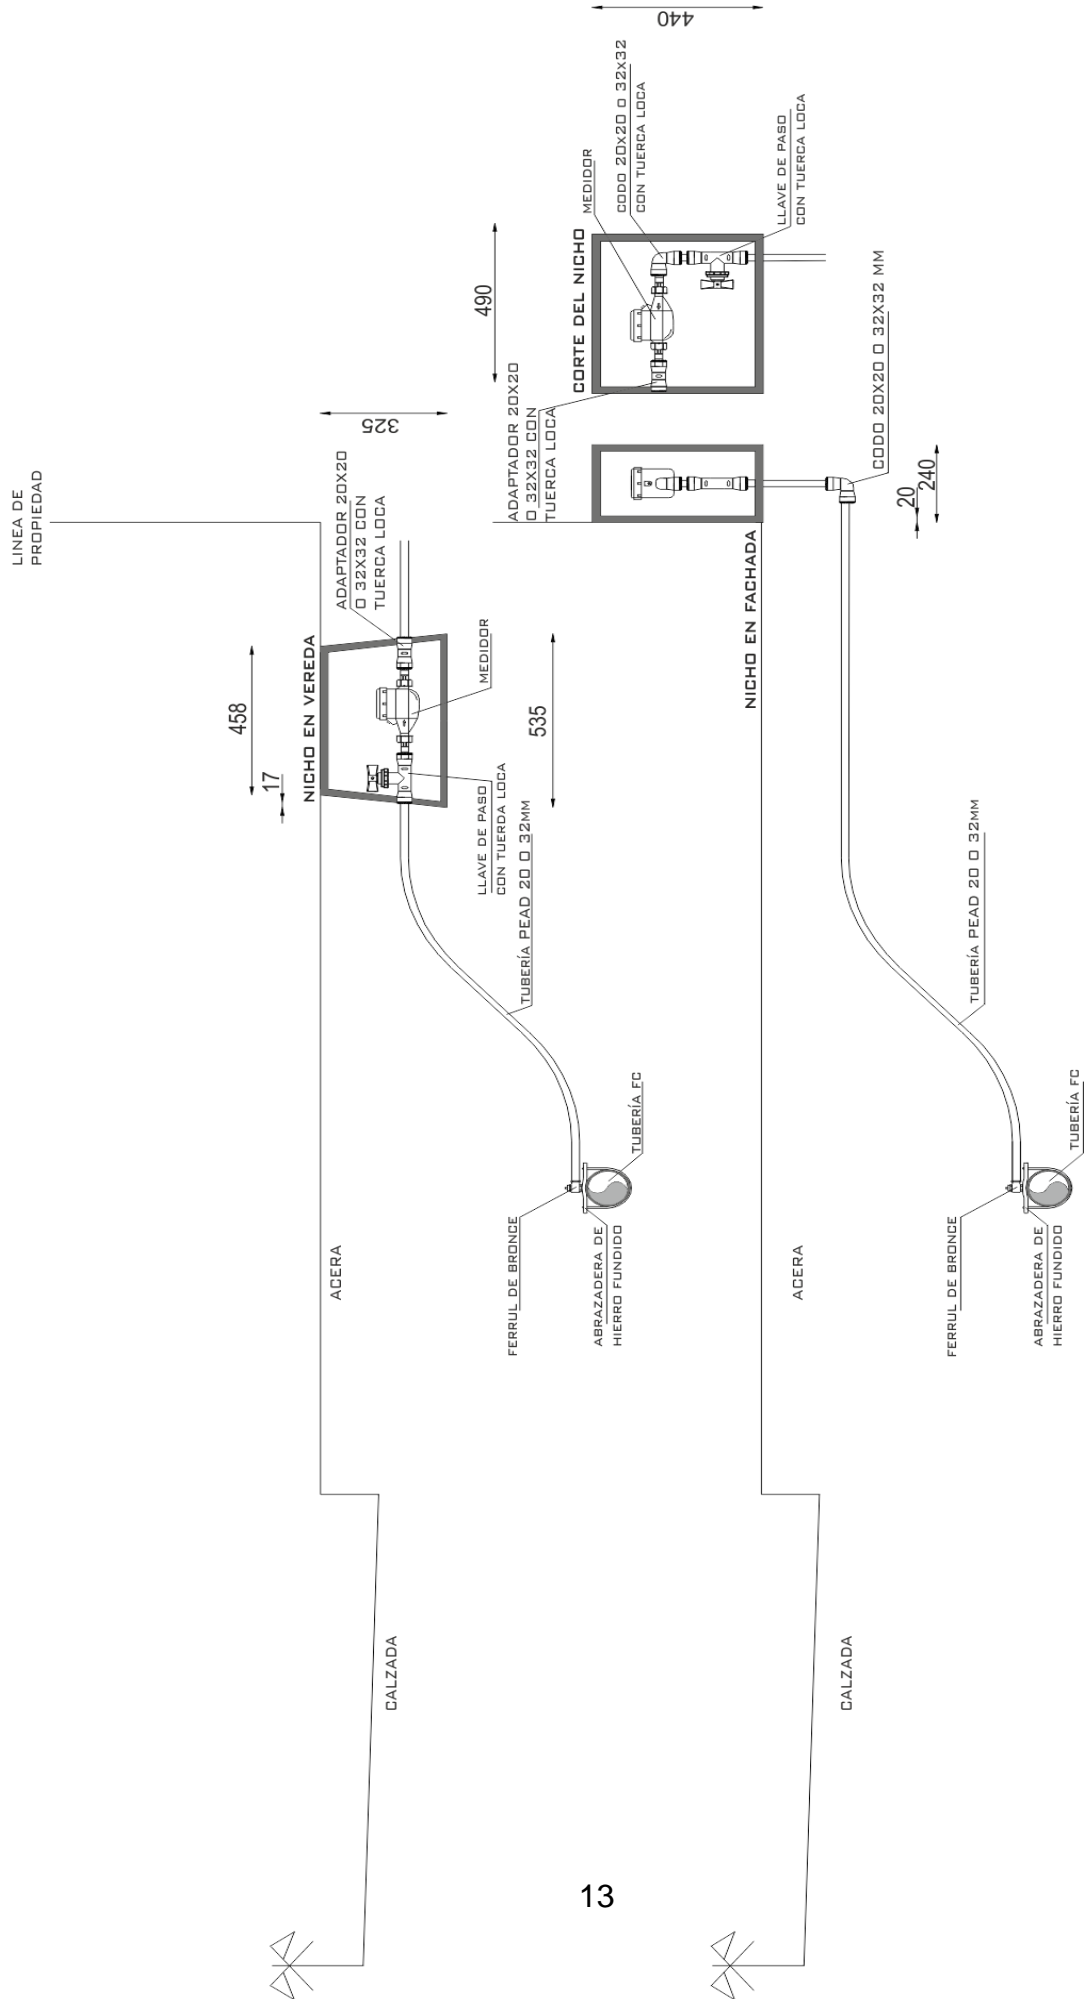 LINEA DE
PROPIEDAD
17
458
NICHO EN VEREDA
ACERA
CALZADA
325
ADAPTADOR 20X20
O 32X32 CON
TUERCA LOCA
MEDIDOR
LLAVE DE PASO
CON TUERDA LOCA
TUBERÍA PEAD 20 O 32MM
535
FERRUL DE BRONCE
ABRAZADERA DE
HIERRO FUNDIDO
TUBERÍA FC
490
440
ADAPTADOR 20X20
O 32X32 CON
TUERCA LOCA
CORTE DEL NICHO
MEDIDOR
CODO 20X20 O 32X32
CON TUERCA LOCA
LLAVE DE PASO
CON TUERCA LOCA
NICHO EN FACHADA
ACERA
CALZADA
CODO 20X20 O 32X32 MM
20
240
TUBERÍA PEAD 20 O 32MM
FERRUL DE BRONCE
ABRAZADERA DE
HIERRO FUNDIDO
TUBERÍA FC
13